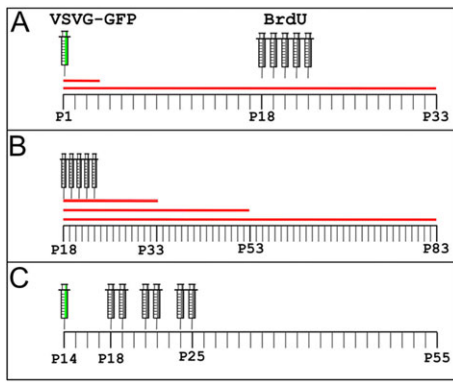 A VSVG-GFP BrdU
P1 P18 P33
B
P18 P33 P53 P83
C
P14 P18 P25 P55